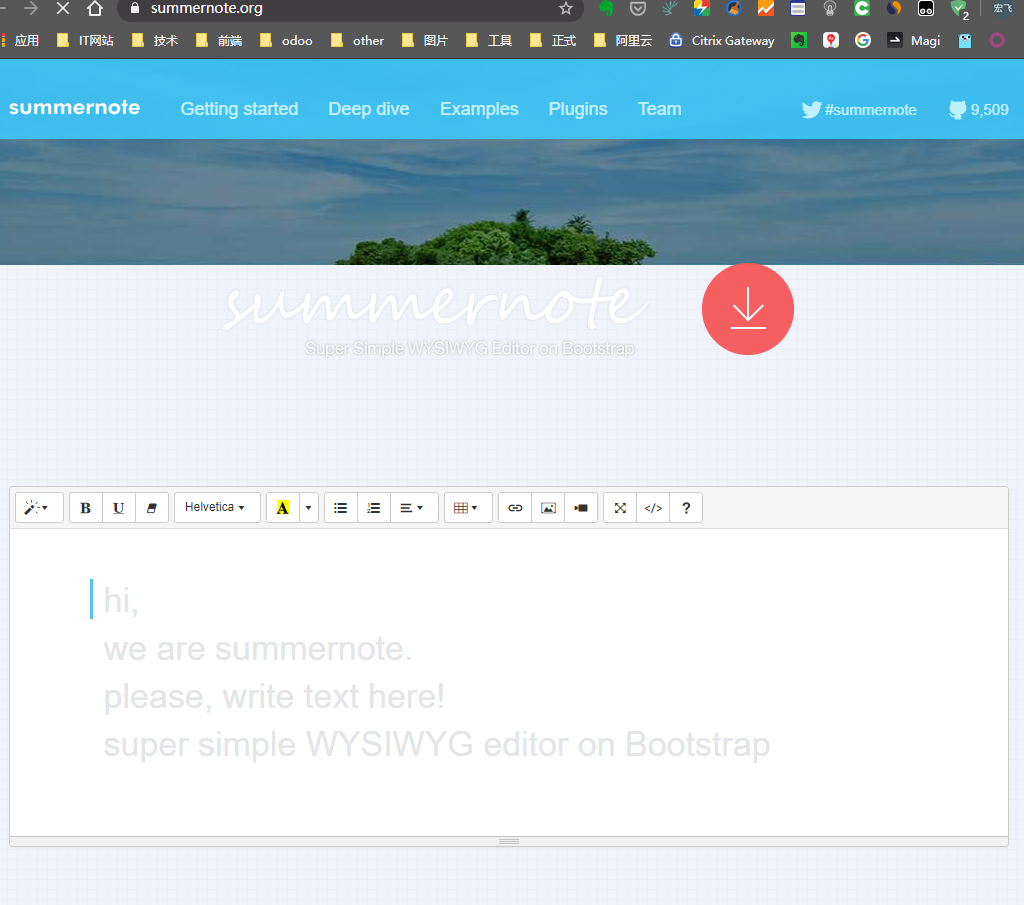 summernote.org
2
宏飞
应用 IT网站 技术 前端 odoo other 图片 工具 正式 阿里云 Citrix Gateway Magi
summernote Getting started Deep dive Examples Plugins Team #summernote 9,509
summernote
Super Simple WYSIWYG Editor on Bootstrap
B U Helvetica A </> ?
hi,
we are summernote.
please, write text here!
super simple WYSIWYG editor on Bootstrap